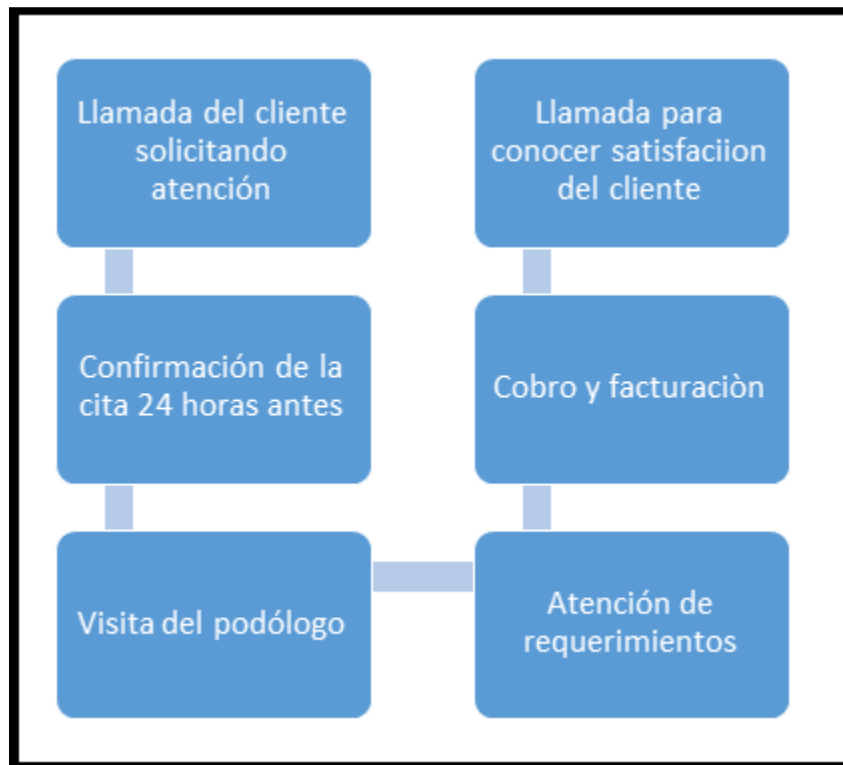 Llamada del cliente
solicitando
atención
Confirmación de la
cita 24 horas antes
Visita del podólogo
Atención de
requerimientos
Cobro y facturaciòn
Llamada para
conocer satisfaciion
del cliente